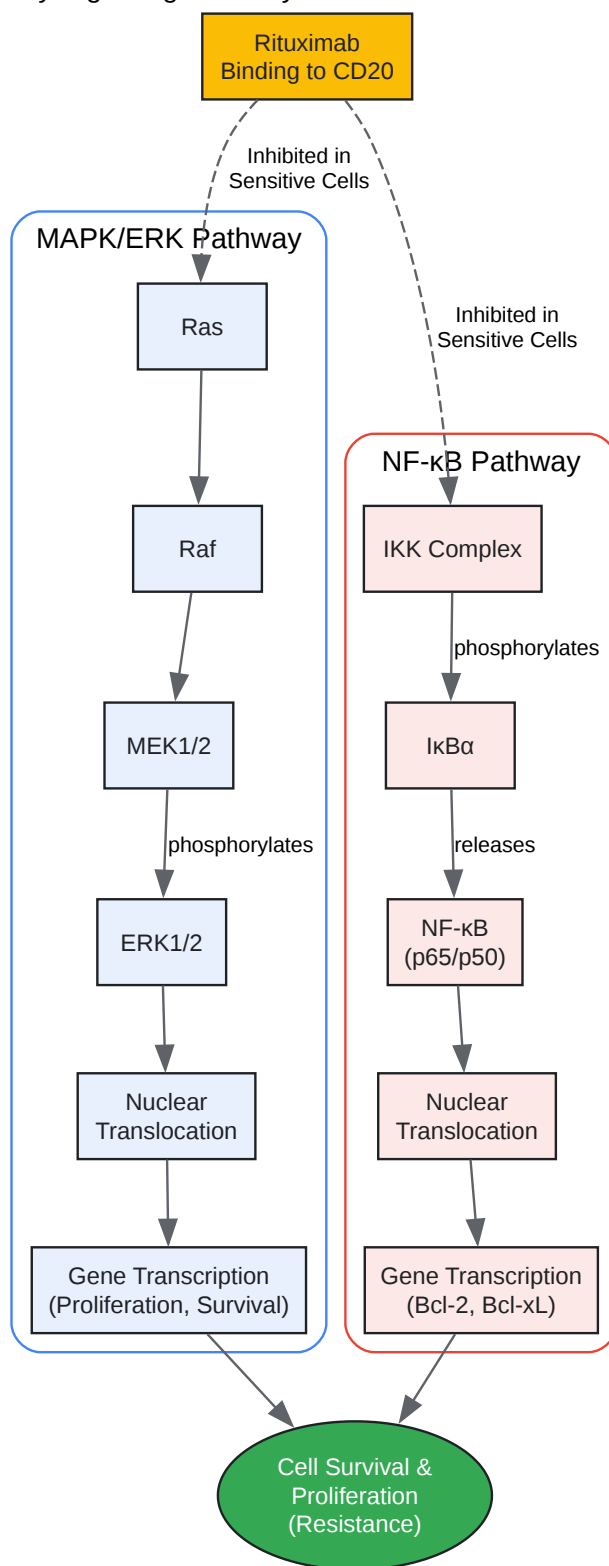 Rituximab
Binding to CD20
Inhibited in
Sensitive Cells
MAPK/ERK Pathway
Ras
Inhibited in
Sensitive Cells
NF-κB Pathway
Raf
IKK Complex
phosphorylates
MEK1/2
IκBα
phosphorylates
releases
ERK1/2
NF-κB
(p65/p50)
Nuclear
Translocation
Nuclear
Translocation
Gene Transcription
(Proliferation, Survival)
Gene Transcription
(Bcl-2, Bcl-xL)
Cell Survival &
Proliferation
(Resistance)